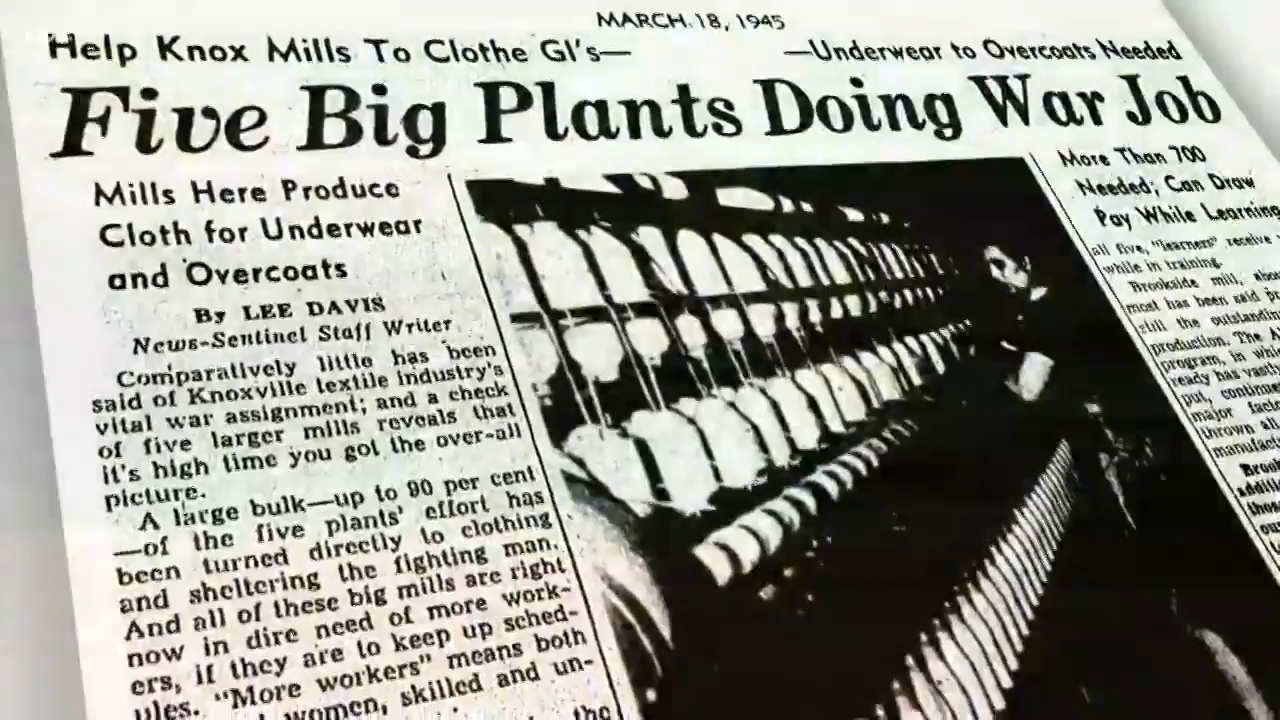 MARCH 18, 1945
Help Knox Mills To Clothe GI's—
—Underwear to Overcoats Needed
Five Big Plants Doing War Job
Mills Here Produce
Cloth for Underwear
and Overcoats
By LEE DAVIS
News-Sentinel Staff Writer
Comparatively little has been
said of Knoxville textile industry's
vital war assignment; and a check
of five larger mills reveals that
it's high time you got the over-all
picture.
A large bulk—up to 90 per cent
—of the five plants' effort has
been turned directly to clothing
and sheltering the fighting man.
And all of these big mills are right
now in dire need of more work-
ers, if they are to keep up sched-
ules. "More workers" means both
women, skilled and un-
the
More Than 700
Needed; Can Draw
Pay While Learning
all five, "learners" receive
while in training.
Brookside mill,
most has been said
still the outstanding
production. The
program, in
ready has
put,
major
thrown